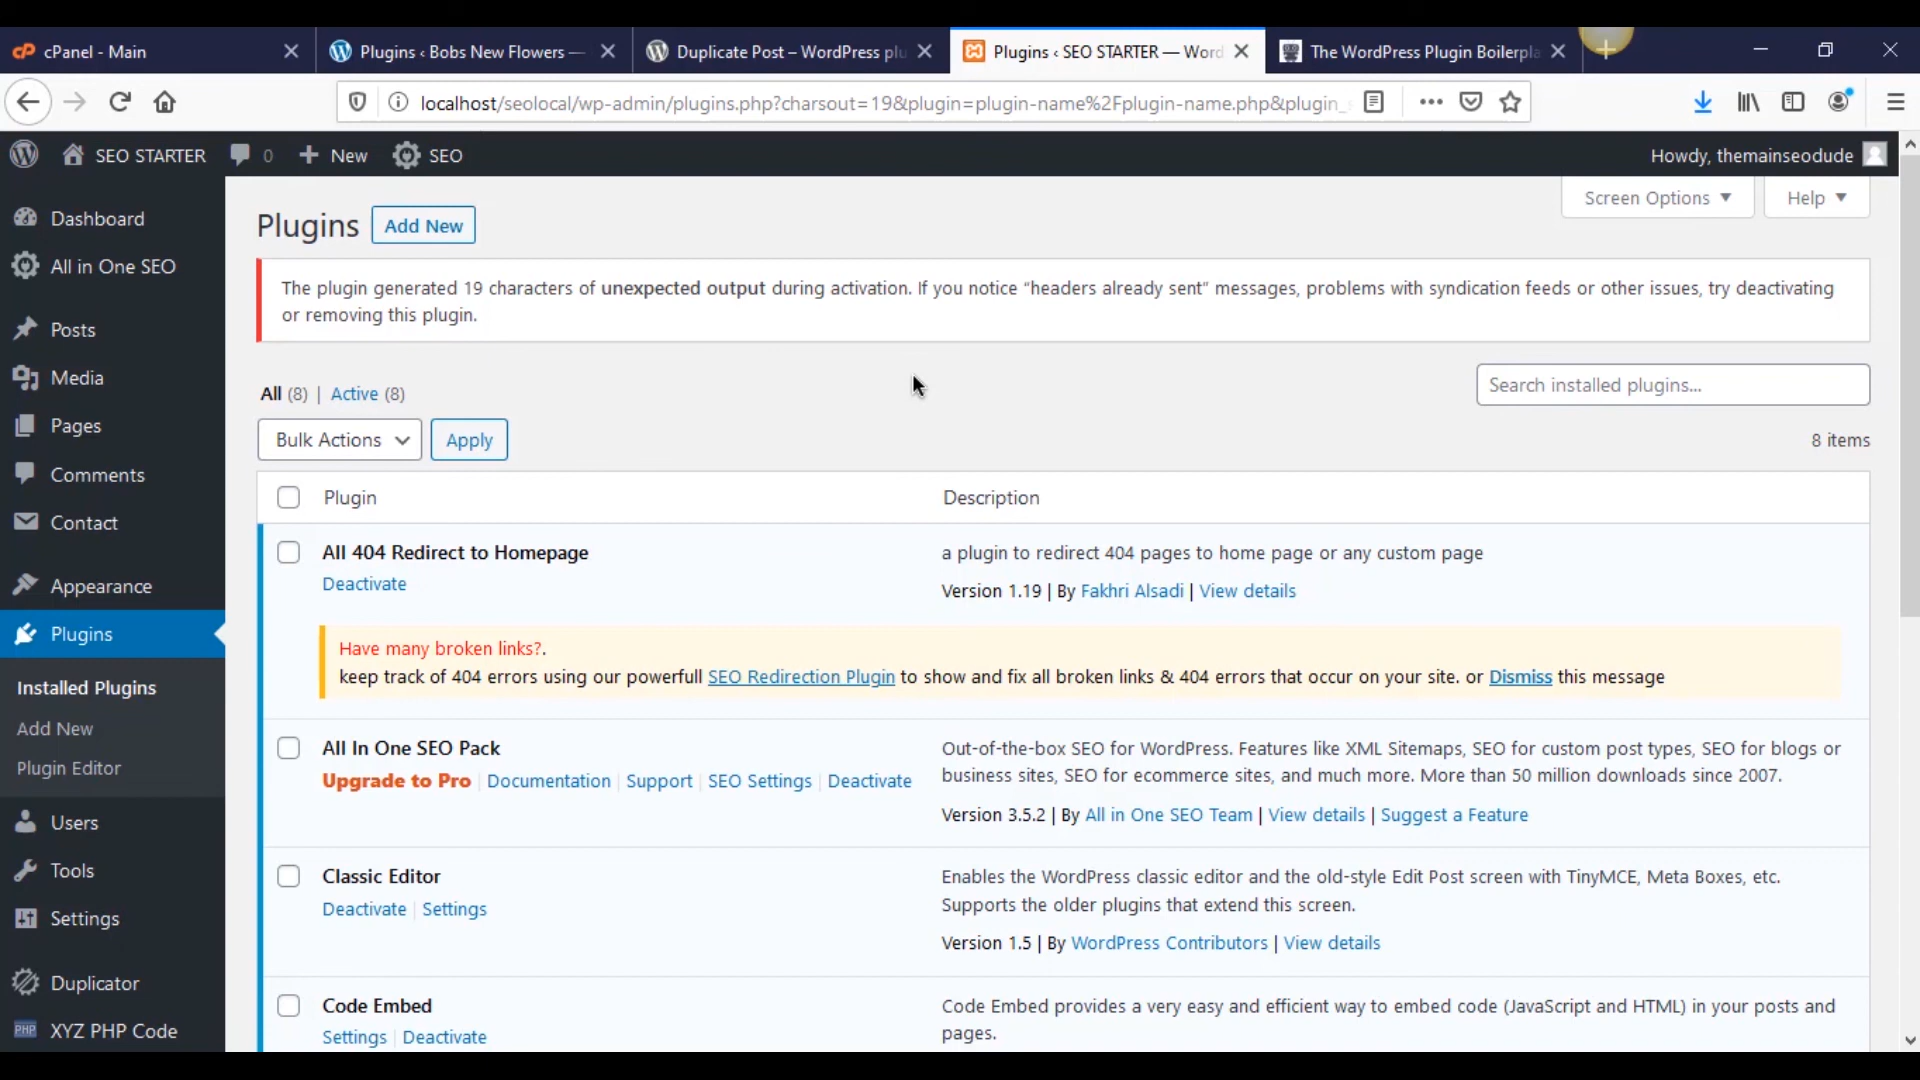 cPanel - Main
Plugins ‹ Bobs New Flowers —
Duplicate Post – WordPress plu
Plugins ‹ SEO STARTER — Word
The WordPress Plugin Boilerpla
localhost/seolocal/wp-admin/plugins.php?charsout=19&plugin=plugin-name%2Fplugin-name.php&plugin_
SEO STARTER
0
New
SEO
Howdy, themainseodude
Dashboard
All in One SEO
Posts
Media
Pages
Comments
Contact
Appearance
Plugins
Installed Plugins
Add New
Plugin Editor
Users
Tools
Settings
Duplicator
PHP
XYZ PHP Code
Screen Options
Help
Plugins
Add New
The plugin generated 19 characters of unexpected output during activation. If you notice “headers already sent” messages, problems with syndication feeds or other issues, try deactivating
or removing this plugin.
All (8) | Active (8)
Search installed plugins...
Bulk Actions
Apply
8 items
Plugin
Description
All 404 Redirect to Homepage
Deactivate
a plugin to redirect 404 pages to home page or any custom page
Version 1.19 | By Fakhri Alsadi | View details
Have many broken links?.
keep track of 404 errors using our powerfull SEO Redirection Plugin to show and fix all broken links & 404 errors that occur on your site. or Dismiss this message
All In One SEO Pack
Upgrade to Pro | Documentation | Support | SEO Settings | Deactivate
Out-of-the-box SEO for WordPress. Features like XML Sitemaps, SEO for custom post types, SEO for blogs or
business sites, SEO for ecommerce sites, and much more. More than 50 million downloads since 2007.
Version 3.5.2 | By All in One SEO Team | View details | Suggest a Feature
Classic Editor
Deactivate | Settings
Enables the WordPress classic editor and the old-style Edit Post screen with TinyMCE, Meta Boxes, etc.
Supports the older plugins that extend this screen.
Version 1.5 | By WordPress Contributors | View details
Code Embed
Settings | Deactivate
Code Embed provides a very easy and efficient way to embed code (JavaScript and HTML) in your posts and
pages.